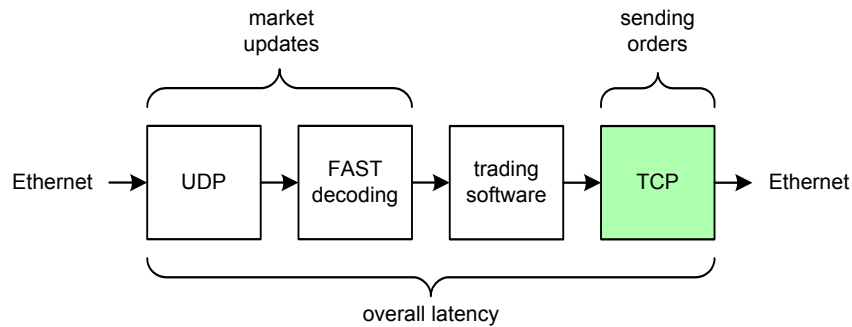 market
updates
sending
orders
Ethernet
UDP
FAST
decoding
trading
software
TCP
Ethernet
overall latency